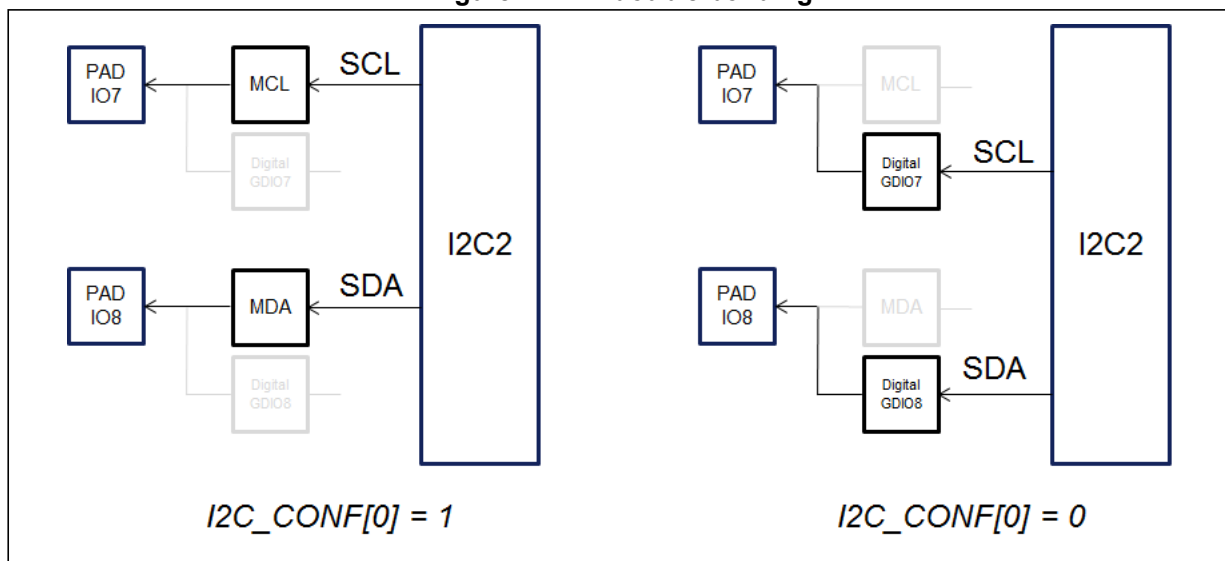 PAD
IO7
MCL
SCL
Digital
GDIO7
PAD
IO8
MDA
SDA
Digital
GDIO8
I2C2
I2C_CONF[0] = 1
PAD
IO7
MCL
Digital
GDIO7
SCL
PAD
IO8
MDA
Digital
GDIO8
SDA
I2C2
I2C_CONF[0] = 0